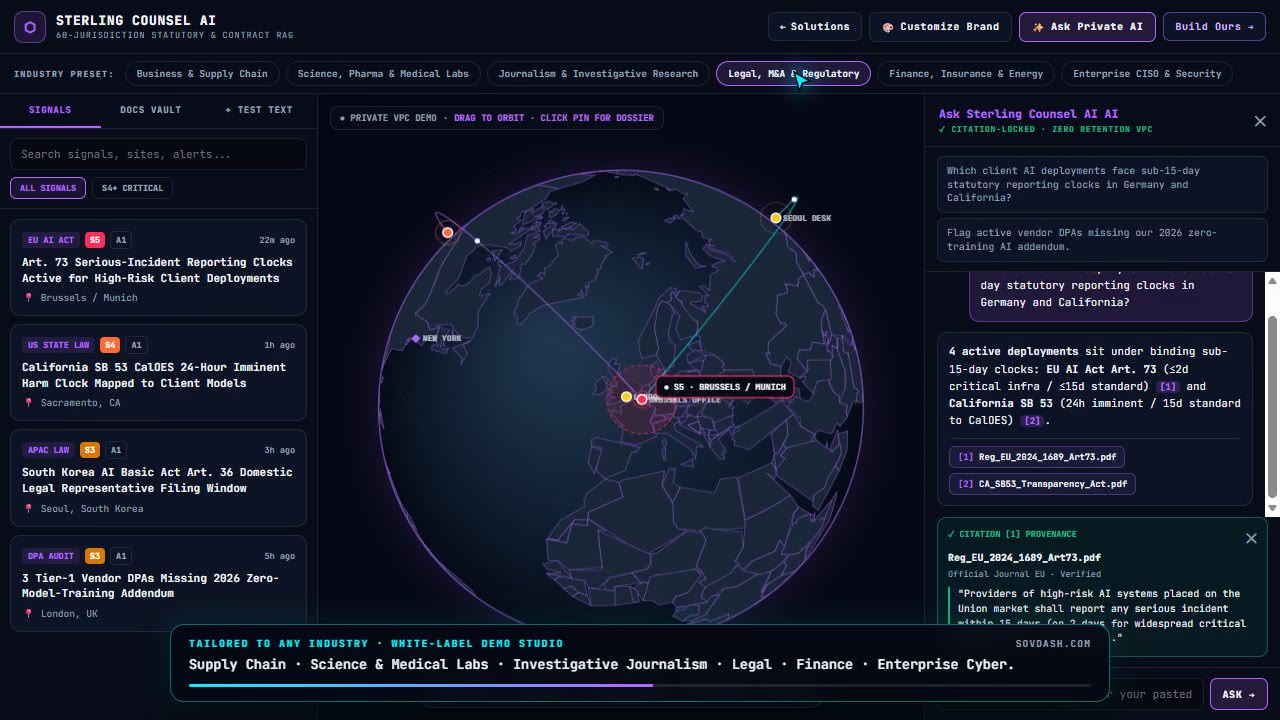 STERLING COUNSEL AI
60-JURISDICTION STATUTORY & CONTRACT RAG
← Solutions
Customize Brand
Ask Private AI
Build Ours →
INDUSTRY PRESET:
Business & Supply Chain
Science, Pharma & Medical Labs
Journalism & Investigative Research
Legal, M&A & Regulatory
Finance, Insurance & Energy
Enterprise CISO & Security
SIGNALS
DOCS VAULT
+ TEST TEXT
● PRIVATE VPC DEMO · DRAG TO ORBIT · CLICK PIN FOR DOSSIER
Search signals, sites, alerts...
ALL SIGNALS
S4+ CRITICAL
EU AI ACT S5 A1 22m ago
Art. 73 Serious-Incident Reporting Clocks
Active for High-Risk Client Deployments
Brussels / Munich
US STATE LAW S4 A1 1h ago
California SB 53 CalOES 24-Hour Imminent
Harm Clock Mapped to Client Models
Sacramento, CA
APAC LAW S3 A1 3h ago
South Korea AI Basic Act Art. 36 Domestic
Legal Representative Filing Window
Seoul, South Korea
DPA AUDIT S3 A1 5h ago
3 Tier-1 Vendor DPAs Missing 2026 Zero-
Model-Training Addendum
London, UK
SEOUL DESK
NEW YORK
● S5 · BRUSSELS / MUNICH
BRUSSELS OFFICE
Ask Sterling Counsel AI AI
✓ CITATION-LOCKED · ZERO RETENTION VPC
Which client AI deployments face sub-15-day
statutory reporting clocks in Germany and
California?
Flag active vendor DPAs missing our 2026 zero-
training AI addendum.
day statutory reporting clocks in
Germany and California?
4 active deployments sit under binding sub-
15-day clocks: EU AI Act Art. 73 (≤2d
critical infra / ≤15d standard) [1] and
California SB 53 (24h imminent / 15d standard
to CalOES) [2].
[1] Reg_EU_2024_1689_Art73.pdf
[2] CA_SB53_Transparency_Act.pdf
✓ CITATION [1] PROVENANCE
Reg_EU_2024_1689_Art73.pdf
Official Journal EU · Verified
"Providers of high-risk AI systems placed on the
Union market shall report any serious incident
within 15 days (on 2 days for widespread critical
your pasted
ASK →
TAILORED TO ANY INDUSTRY · WHITE-LABEL DEMO STUDIO
SOVDASH.COM
Supply Chain · Science & Medical Labs · Investigative Journalism · Legal · Finance · Enterprise Cyber.